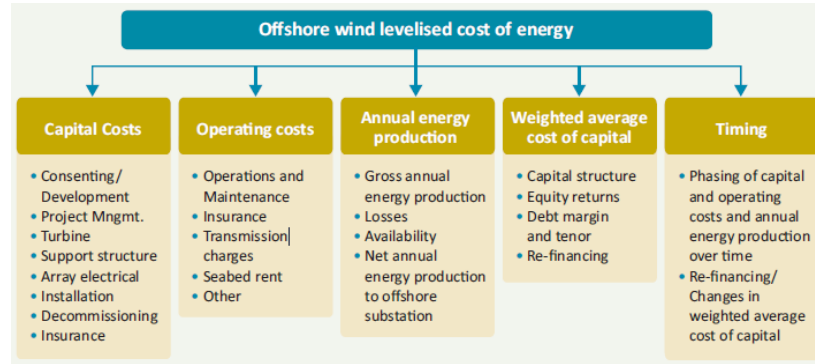 Offshore wind levelised cost of energy
Capital Costs
• Consenting/
Development
• Project Mngmt.
• Turbine
• Support structure
• Array electrical
• Installation
• Decommissioning
• Insurance
Operating costs
• Operations and
Maintenance
• Insurance
• Transmission
charges
• Seabed rent
• Other
Annual energy
production
• Gross annual
energy production
• Losses
• Availability
• Net annual
energy production
to offshore
substation
Weighted average
cost of capital
• Capital structure
• Equity returns
• Debt margin
and tenor
• Re-financing
Timing
• Phasing of capital
and operating
costs and annual
energy production
over time
• Re-financing/
Changes in
weighted average
cost of capital